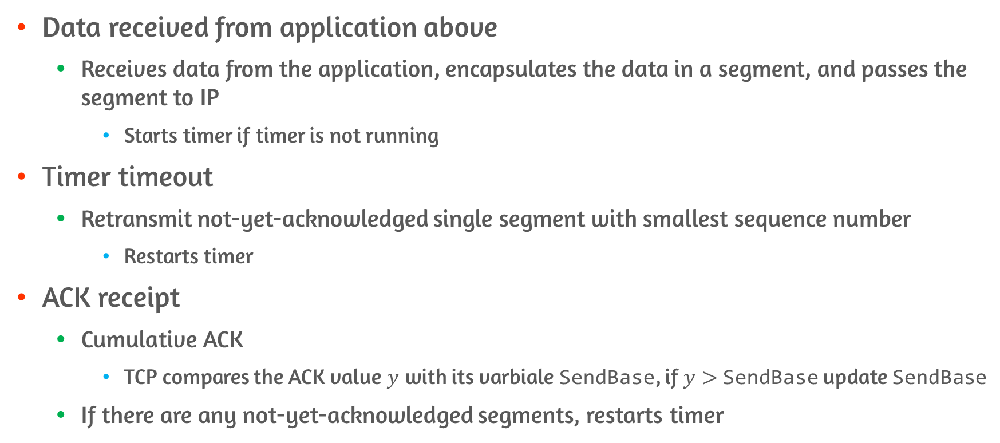 • Data received from application above
• Receives data from the application, encapsulates the data in a segment, and passes the
segment to IP
• Starts timer if timer is not running
• Timer timeout
• Retransmit not-yet-acknowledged single segment with smallest sequence number
• Restarts timer
• ACK receipt
• Cumulative ACK
• TCP compares the ACK value y with its varbiale SendBase, if y > SendBase update SendBase
• If there are any not-yet-acknowledged segments, restarts timer